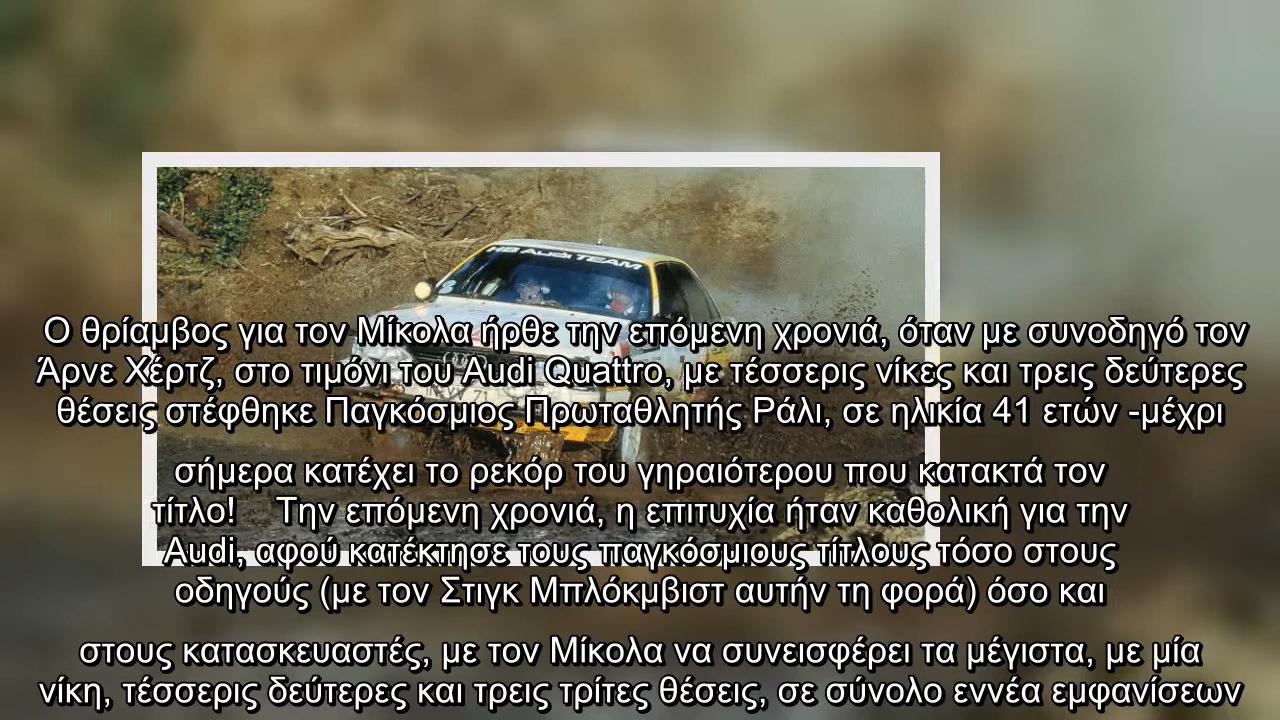 HB Audi TEAM
Ο θρίαμβος για τον Μίκολα ήρθε την επόμενη χρονιά, όταν με συνοδηγό τον
Άρνε Χέρτζ, στο τιμόνι του Audi Quattro, με τέσσερις νίκες και τρεις δεύτερες
θέσεις στέφθηκε Παγκόσμιος Πρωταθλητής Ράλι, σε ηλικία 41 ετών -μέχρι
σήμερα κατέχει το ρεκόρ του γηραιότερου που κατακτά τον
τίτλο! Την επόμενη χρονιά, η επιτυχία ήταν καθολική για την
Audi, αφού κατέκτησε τους παγκόσμιους τίτλους τόσο στους
οδηγούς (με τον Στιγκ Μπλόκμβιστ αυτήν τη φορά) όσο και
στους κατασκευαστές, με τον Μίκολα να συνεισφέρει τα μέγιστα, με μία
νίκη, τέσσερις δεύτερες και τρεις τρίτες θέσεις, σε σύνολο εννέα εμφανίσεων